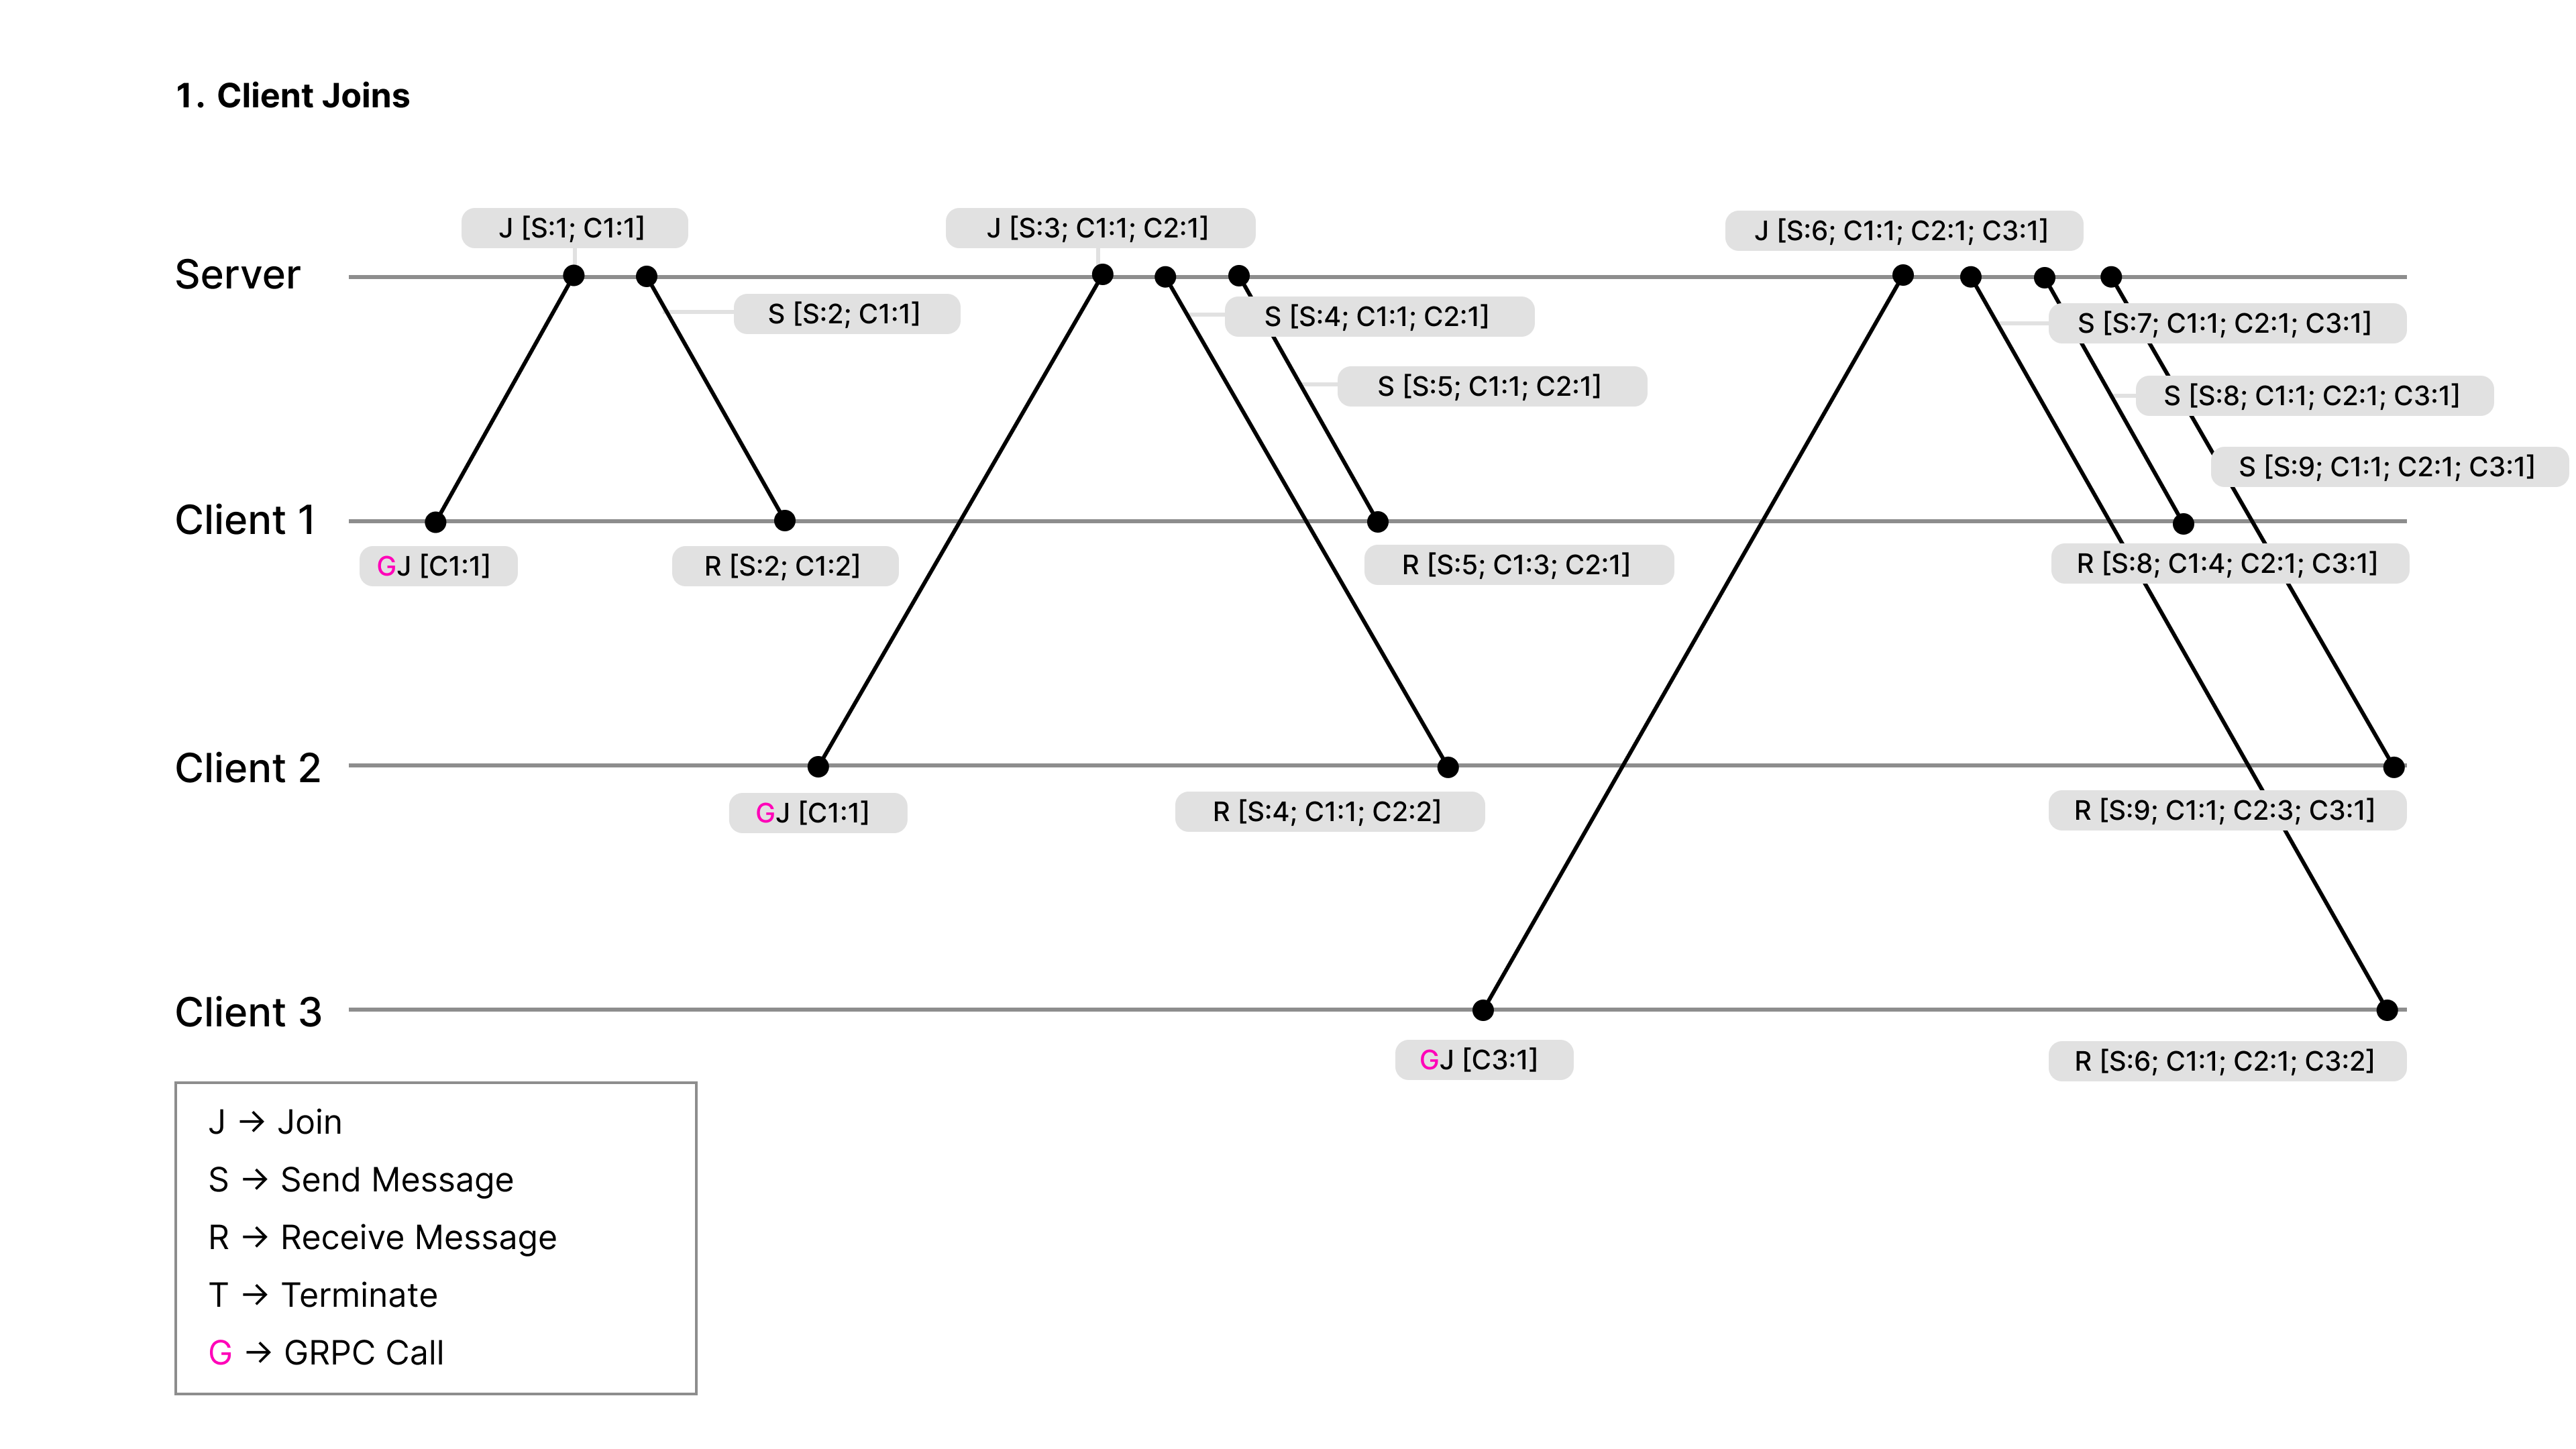 1. Client Joins
J [S:1; C1:1]
J [S:3; C1:1; C2:1]
J [S:6; C1:1; C2:1; C3:1]
Server
S [S:2; C1:1]
S [S:4; C1:1; C2:1]
S [S:7; C1:1; C2:1; C3:1]
S [S:5; C1:1; C2:1]
S [S:8; C1:1; C2:1; C3:1]
S [S:9; C1:1; C2:1; C3:1]
Client 1
GJ [C1:1]
R [S:2; C1:2]
R [S:5; C1:3; C2:1]
R [S:8; C1:4; C2:1; C3:1]
Client 2
GJ [C1:1]
R [S:4; C1:1; C2:2]
R [S:9; C1:1; C2:3; C3:1]
Client 3
GJ [C3:1]
R [S:6; C1:1; C2:1; C3:2]
J → Join
S → Send Message
R → Receive Message
T → Terminate
G → GRPC Call